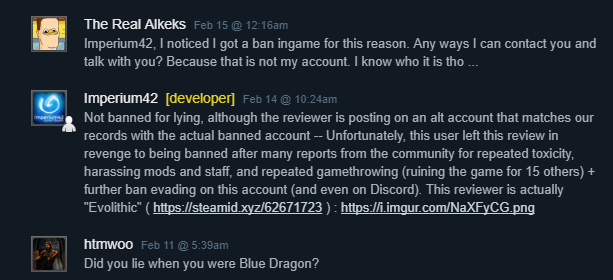 The Real Alkeks Feb 15 @ 12:16am
Imperium42, I noticed I got a ban ingame for this reason. Any ways I can contact you and
talk with you? Because that is not my account. I know who it is tho ...
Imperium42 [developer] Feb 14 @ 10:24am
Not banned for lying, although the reviewer is posting on an alt account that matches our
records with the actual banned account -- Unfortunately, this user left this review in
revenge to being banned after many reports from the community for repeated toxicity,
harassing mods and staff, and repeated gamethrowing (ruining the game for 15 others) +
further ban evading on this account (and even on Discord). This reviewer is actually
"Evolithic" ( https://steamid.xyz/62671723 ) : https://i.imgur.com/NaXFyCG.png
imperium42
htmwoo Feb 11 @ 5:39am
Did you lie when you were Blue Dragon?